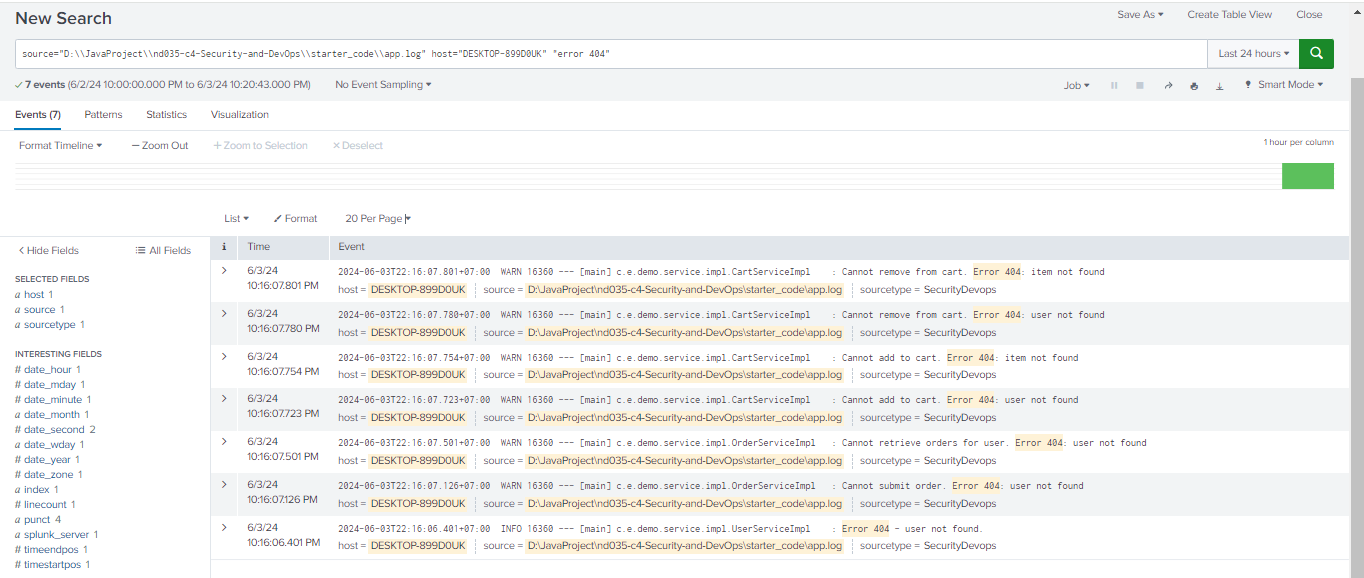 New Search
Save As ▾ Create Table View Close
source="D:\\JavaProject\\nd035-c4-Security-and-DevOps\\starter_code\\app.log" host="DESKTOP-899D0UK" "error 404"
Last 24 hours ▾
✓ 7 events (6/2/24 10:00:00.000 PM to 6/3/24 10:20:43.000 PM) No Event Sampling ▾
Job ▾ Smart Mode ▾
Events (7) Patterns Statistics Visualization
Format Timeline ▾ — Zoom Out + Zoom to Selection × Deselect
1 hour per column
List ▾ Format 20 Per Page ▾
< Hide Fields All Fields
i Time Event
SELECTED FIELDS
a host 1
a source 1
a sourcetype 1
INTERESTING FIELDS
# date_hour 1
# date_mday 1
# date_minute 1
a date_month 1
# date_second 2
a date_wday 1
# date_year 1
# date_zone 1
a index 1
# linecount 1
a punct 4
a splunk_server 1
# timeendpos 1
# timestartpos 1
> 6/3/24
10:16:07.801 PM
2024-06-03T22:16:07.801+07:00 WARN 16360 --- [main] c.e.demo.service.impl.CartServiceImpl : Cannot remove from cart. Error 404: item not found
host = DESKTOP-899D0UK source = D:\JavaProject\nd035-c4-Security-and-DevOps\starter_code\app.log sourcetype = SecurityDevops
> 6/3/24
10:16:07.780 PM
2024-06-03T22:16:07.780+07:00 WARN 16360 --- [main] c.e.demo.service.impl.CartServiceImpl : Cannot remove from cart. Error 404: user not found
host = DESKTOP-899D0UK source = D:\JavaProject\nd035-c4-Security-and-DevOps\starter_code\app.log sourcetype = SecurityDevops
> 6/3/24
10:16:07.754 PM
2024-06-03T22:16:07.754+07:00 WARN 16360 --- [main] c.e.demo.service.impl.CartServiceImpl : Cannot add to cart. Error 404: item not found
host = DESKTOP-899D0UK source = D:\JavaProject\nd035-c4-Security-and-DevOps\starter_code\app.log sourcetype = SecurityDevops
> 6/3/24
10:16:07.723 PM
2024-06-03T22:16:07.723+07:00 WARN 16360 --- [main] c.e.demo.service.impl.CartServiceImpl : Cannot add to cart. Error 404: user not found
host = DESKTOP-899D0UK source = D:\JavaProject\nd035-c4-Security-and-DevOps\starter_code\app.log sourcetype = SecurityDevops
> 6/3/24
10:16:07.501 PM
2024-06-03T22:16:07.501+07:00 WARN 16360 --- [main] c.e.demo.service.impl.OrderServiceImpl : Cannot retrieve orders for user. Error 404: user not found
host = DESKTOP-899D0UK source = D:\JavaProject\nd035-c4-Security-and-DevOps\starter_code\app.log sourcetype = SecurityDevops
> 6/3/24
10:16:07.126 PM
2024-06-03T22:16:07.126+07:00 WARN 16360 --- [main] c.e.demo.service.impl.OrderServiceImpl : Cannot submit order. Error 404: user not found
host = DESKTOP-899D0UK source = D:\JavaProject\nd035-c4-Security-and-DevOps\starter_code\app.log sourcetype = SecurityDevops
> 6/3/24
10:16:06.401 PM
2024-06-03T22:16:06.401+07:00 INFO 16360 --- [main] c.e.demo.service.impl.UserServiceImpl : Error 404 - user not found.
host = DESKTOP-899D0UK source = D:\JavaProject\nd035-c4-Security-and-DevOps\starter_code\app.log sourcetype = SecurityDevops